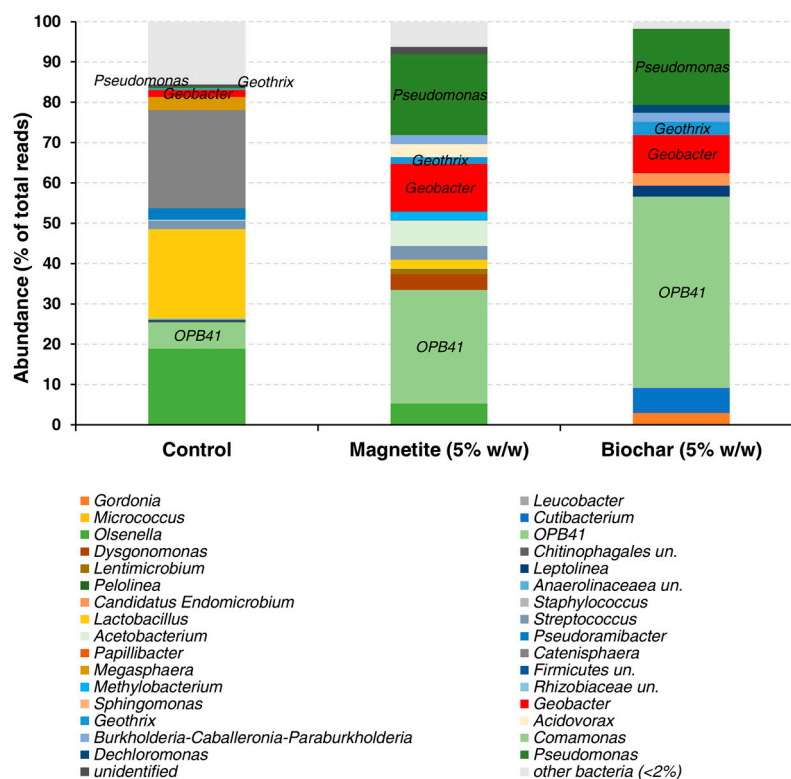 Abundance (% of total reads)
100
90
80
70
60
50
40
30
20
10
0
Pseudomonas
Geothrix
Geobacter
OPB41
Pseudomonas
Geothrix
Geobacter
OPB41
Pseudomonas
Geothrix
Geobacter
OPB41
Control
Magnetite (5% w/w)
Biochar (5% w/w)
Gordonia
Micrococcus
Olsenella
Dysgonomonas
Lentimicrobium
Pelolinea
Candidatus Endomicrobium
Lactobacillus
Acetobacterium
Papillibacter
Megasphaera
Methylobacterium
Sphingomonas
Geothrix
Burkholderia-Caballeronia-Paraburkholderia
Dechloromonas
unidentified
Leucobacter
Cutibacterium
OPB41
Chitinophagales un.
Leptolinea
Anaerolinaceaea un.
Staphylococcus
Streptococcus
Pseudoramibacter
Catenisphaera
Firmicutes un.
Rhizobiaceae un.
Geobacter
Acidovorax
Comamonas
Pseudomonas
other bacteria (<2%)